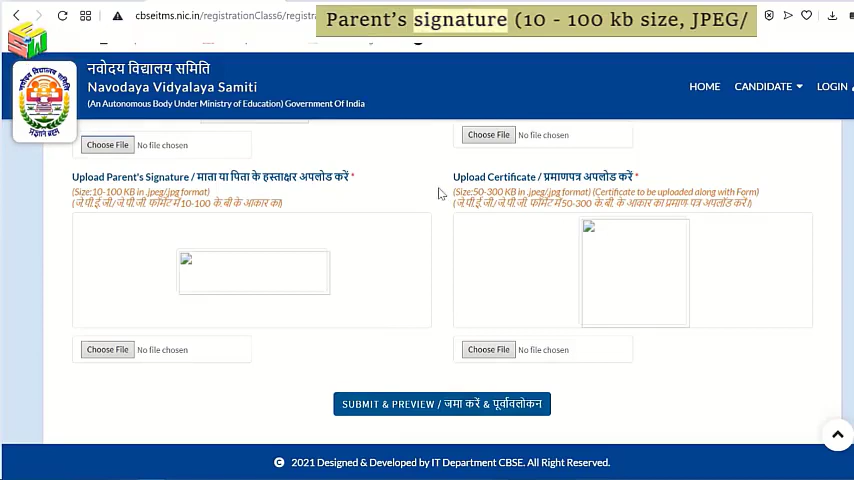 cbseitms.nic.in/registrationClass6/registr
Parent's signature (10 - 100 kb size, JPEG/
नवोदय विद्यालय समिति
Navodaya Vidyalaya Samiti
(An Autonomous Body Under Ministry of Education) Government Of India
HOME CANDIDATE LOGIN
Choose File No file chosen
Choose File No file chosen
Upload Parent's Signature / माता या पिता के हस्ताक्षर अपलोड करें *
(Size:10-100 KB in .jpeg/jpg format)
(जे.पी.ई.जी/जे.पी.जी. फॉर्मेट में 10-100 के.बी के आकार का)
Upload Certificate / प्रमाणपत्र अपलोड करें *
(Size:50-300 KB in .jpeg/jpg format) (Certificate to be uploaded along with Form)
(जे.पी.ई.जी/जे.पी.जी. फॉर्मेट में 50-300 के.बी. के आकार का प्रमाण-पत्र अपलोड करें।)
Choose File No file chosen
Choose File No file chosen
SUBMIT & PREVIEW / जमा करें & पूर्वावलोकन
2021 Designed & Developed by IT Department CBSE. All Right Reserved.